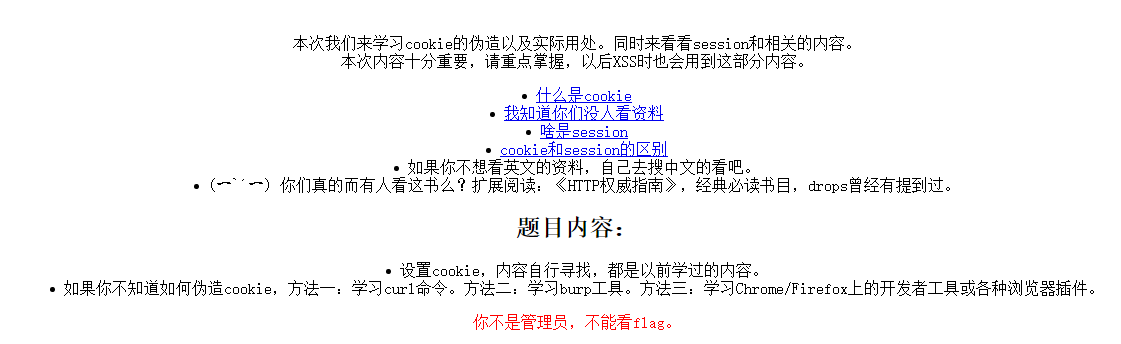 本次我们来学习cookie的伪造以及实际用处。同时来看看session和相关的内容。
本次内容十分重要，请重点掌握，以后XSS时也会用到这部分内容。
• 什么是cookie
• 我知道你们没人看资料
• 啥是session
• cookie和session的区别
• 如果你不想看英文的资料，自己去搜中文的看吧。
• (ー`´ー) 你们真的而有人看这书么？扩展阅读：《HTTP权威指南》，经典必读书目，drops曾经有提到过。
题目内容：
• 设置cookie，内容自行寻找，都是以前学过的内容。
• 如果你不知道如何伪造cookie，方法一：学习curl命令。方法二：学习burp工具。方法三：学习Chrome/Firefox上的开发者工具或各种浏览器插件。
你不是管理员，不能看flag。